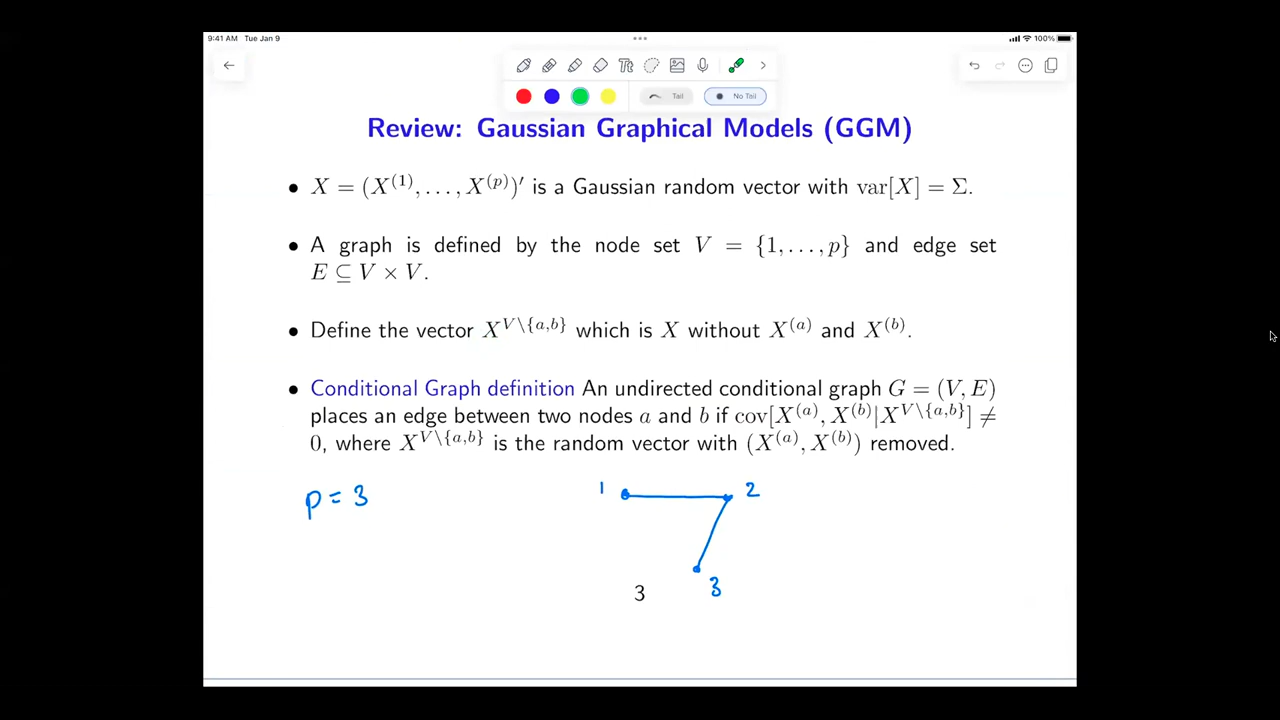 9:41 AM Tue Jan 9
100%
Tail
No Tail
Review: Gaussian Graphical Models (GGM)
• X = (X^(1), . . . , X^(p))′ is a Gaussian random vector with var[X] = Σ.
• A graph is defined by the node set V = {1, . . . , p} and edge set
E ⊆ V × V.
• Define the vector X^{V\{a,b}} which is X without X^(a) and X^(b).
• Conditional Graph definition An undirected conditional graph G = (V, E)
places an edge between two nodes a and b if cov[X^(a), X^(b)|X^{V\{a,b}}] ≠
0, where X^{V\{a,b}} is the random vector with (X^(a), X^(b)) removed.
p = 3
1
2
3
3